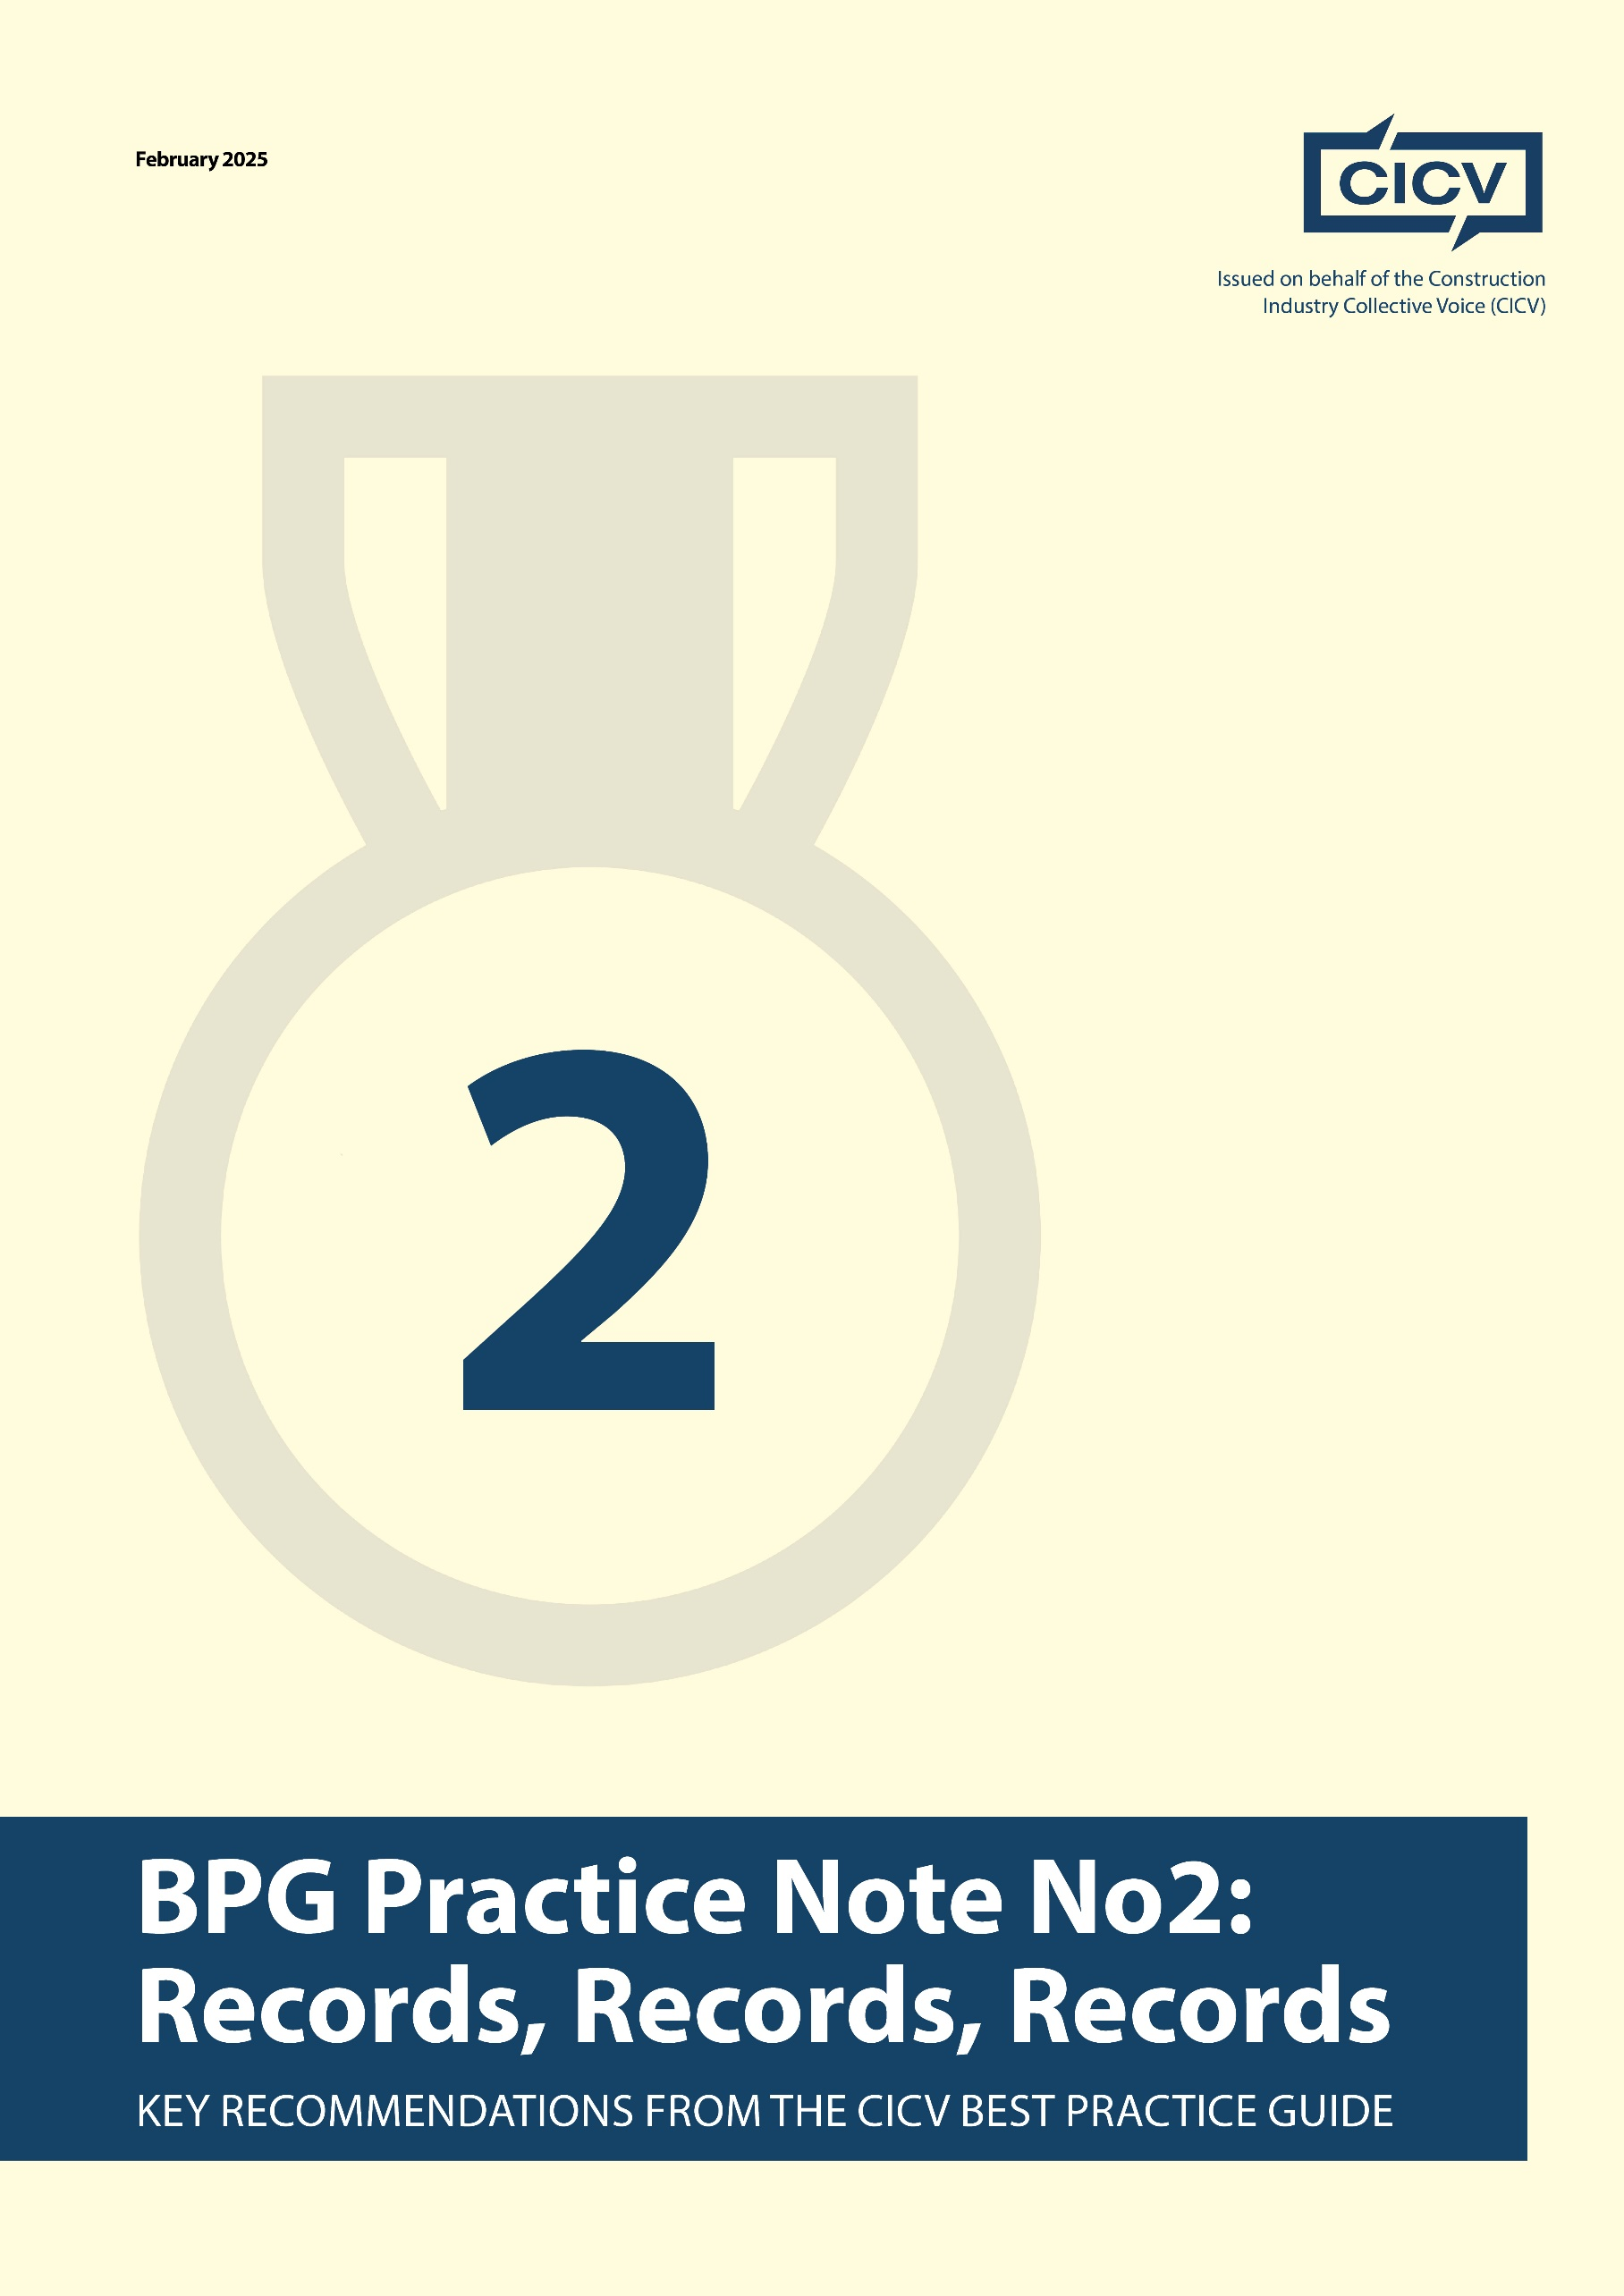 February 2025
CICV
Issued on behalf of the Construction
Industry Collective Voice (CICV)
2
BPG Practice Note No2:
Records, Records, Records
KEY RECOMMENDATIONS FROM THE CICV BEST PRACTICE GUIDE